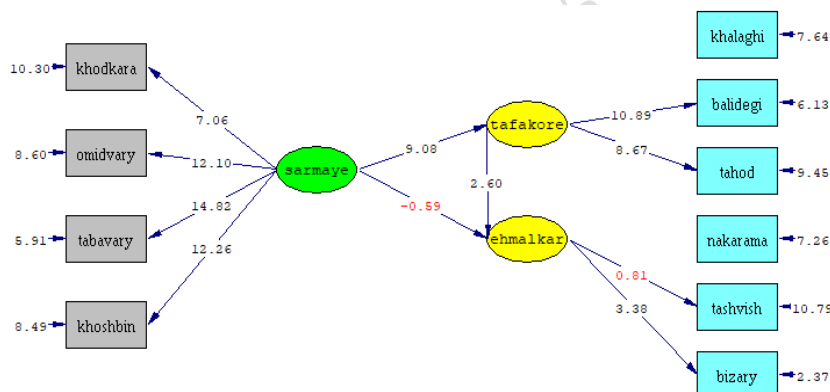 khalaghi
7.64
10.30
khodkara
balidegi
6.13
7.06
10.89
tafakore
8.60
omidvary
12.10
9.08
8.67
sarmaye
tahod
9.45
2.60
14.82
-0.59
5.91
tabavary
12.26
ehmalkar
nakarama
7.26
0.81
tashvish
10.79
3.38
8.49
khoshbin
bizary
2.37